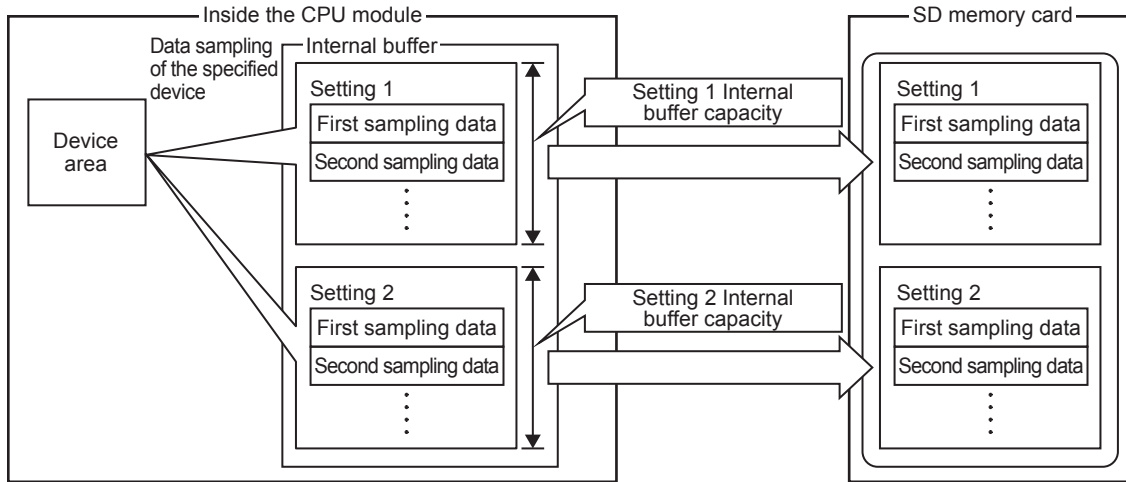 Inside the CPU module
SD memory card
Data sampling
of the specified
device
Internal buffer
Device
area
Setting 1
First sampling data
Second sampling data
Setting 1 Internal
buffer capacity
Setting 1
First sampling data
Second sampling data
Setting 2
First sampling data
Second sampling data
Setting 2 Internal
buffer capacity
Setting 2
First sampling data
Second sampling data